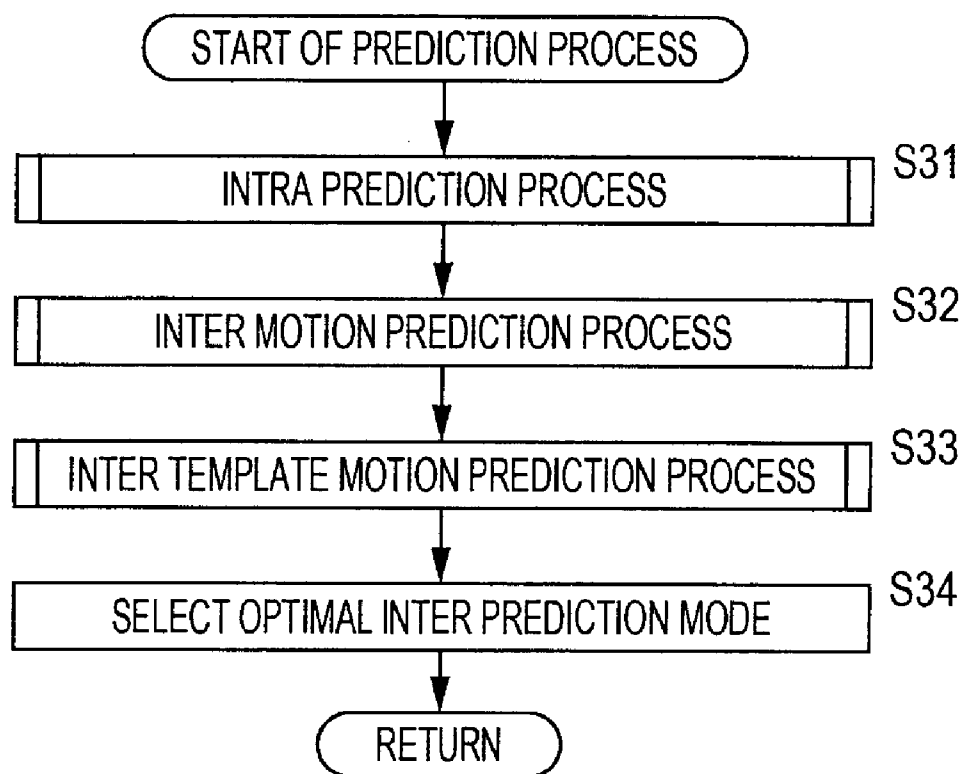 START OF PREDICTION PROCESS
S31
INTRA PREDICTION PROCESS
S32
INTER MOTION PREDICTION PROCESS
S33
INTER TEMPLATE MOTION PREDICTION PROCESS
S34
SELECT OPTIMAL INTER PREDICTION MODE
RETURN